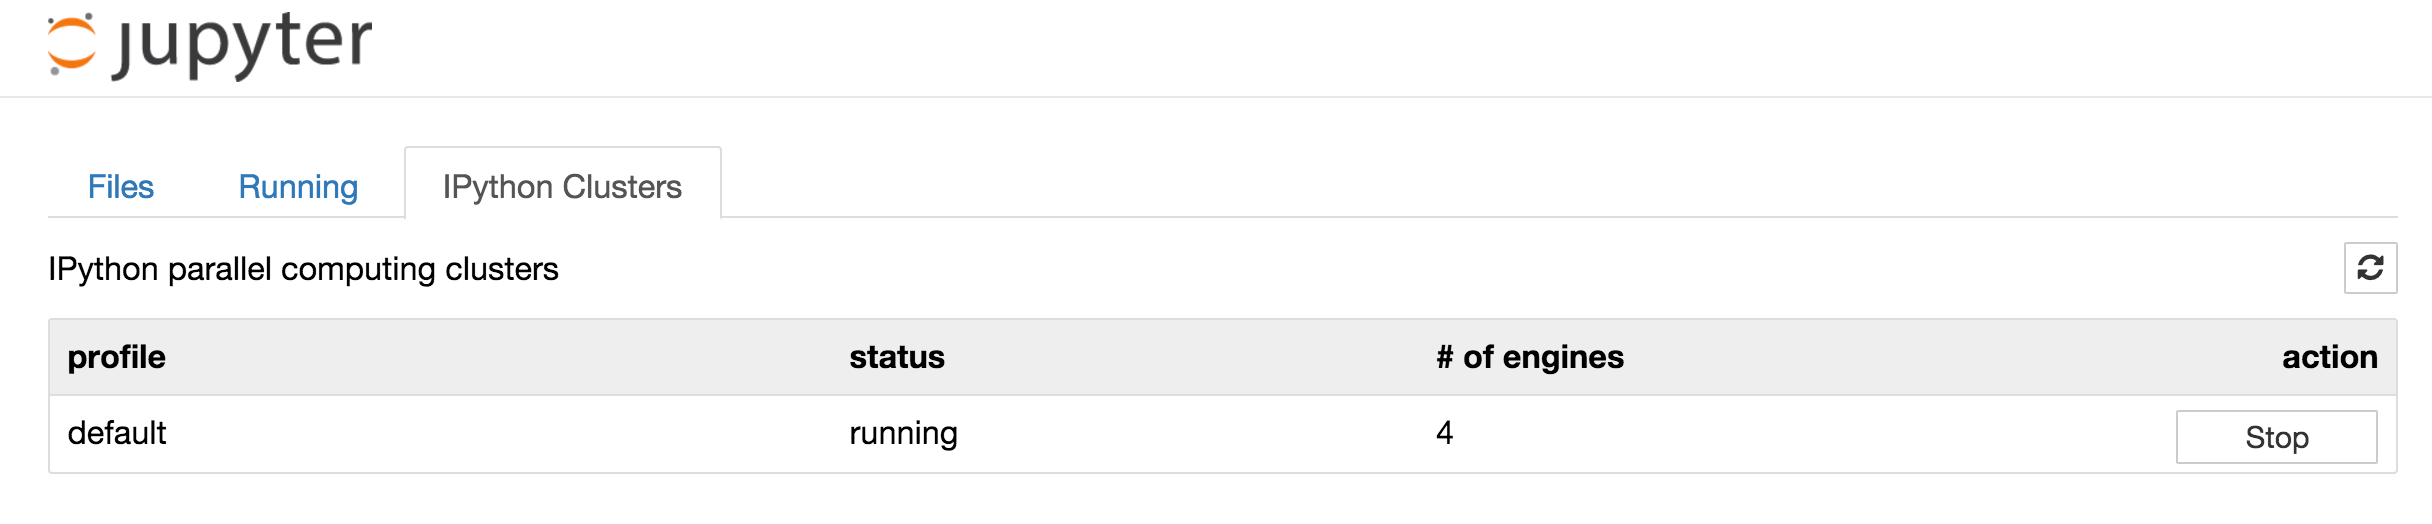 jupyter
Files Running IPython Clusters
IPython parallel computing clusters
profile status # of engines action
default running 4 Stop